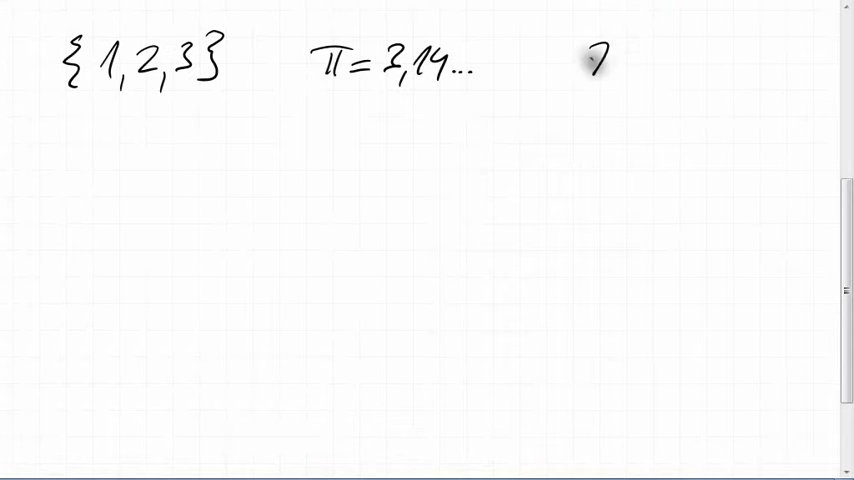 {1,2,3} π = 3,14...